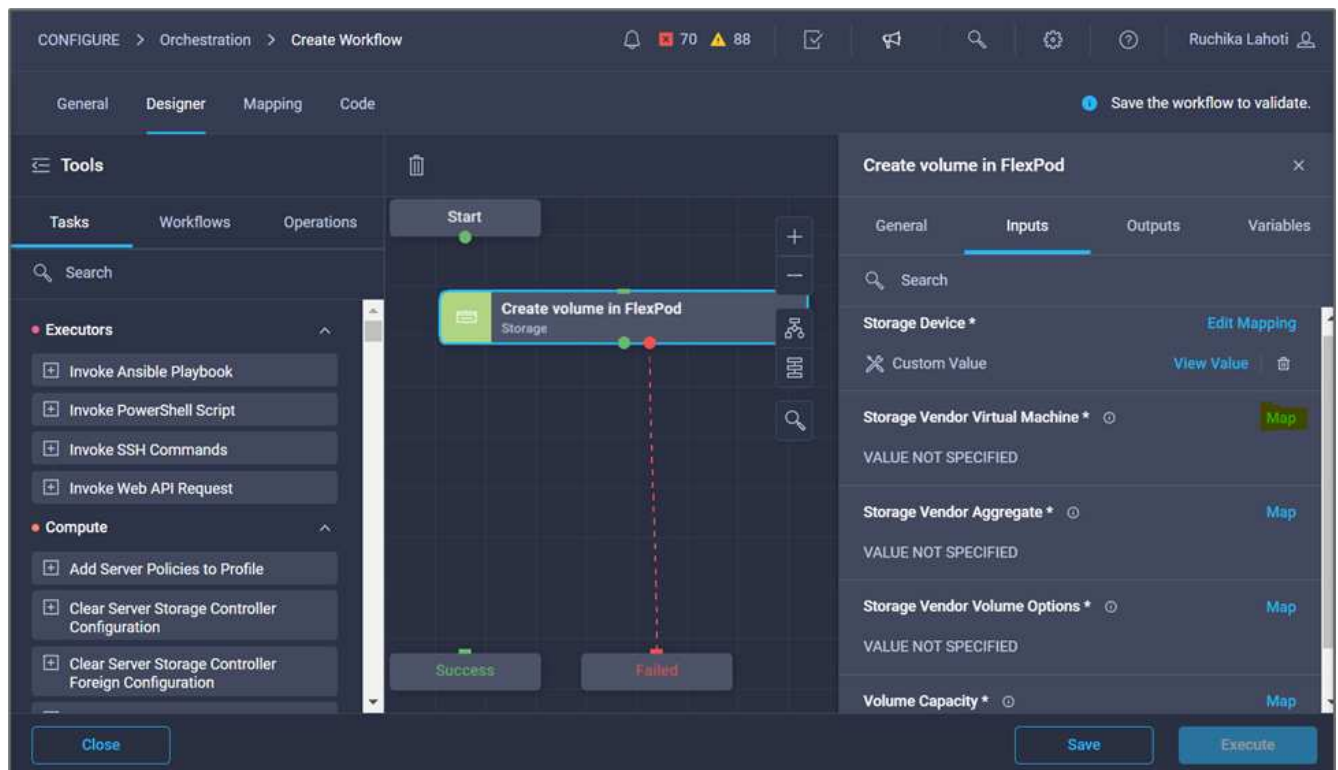 CONFIGURE > Orchestration > Create Workflow
70 88
Ruchika Lahoti
General Designer Mapping Code
Save the workflow to validate.
Tools
Tasks Workflows Operations
Search
Executors
Invoke Ansible Playbook
Invoke PowerShell Script
Invoke SSH Commands
Invoke Web API Request
Compute
Add Server Policies to Profile
Clear Server Storage Controller
Configuration
Clear Server Storage Controller
Foreign Configuration
Start
Create volume in FlexPod
Storage
Success
Failed
Create volume in FlexPod
General Inputs Outputs Variables
Search
Storage Device * Edit Mapping
Custom Value View Value
Storage Vendor Virtual Machine * Map
VALUE NOT SPECIFIED
Storage Vendor Aggregate * Map
VALUE NOT SPECIFIED
Storage Vendor Volume Options * Map
VALUE NOT SPECIFIED
Volume Capacity * Map
Close
Save
Execute